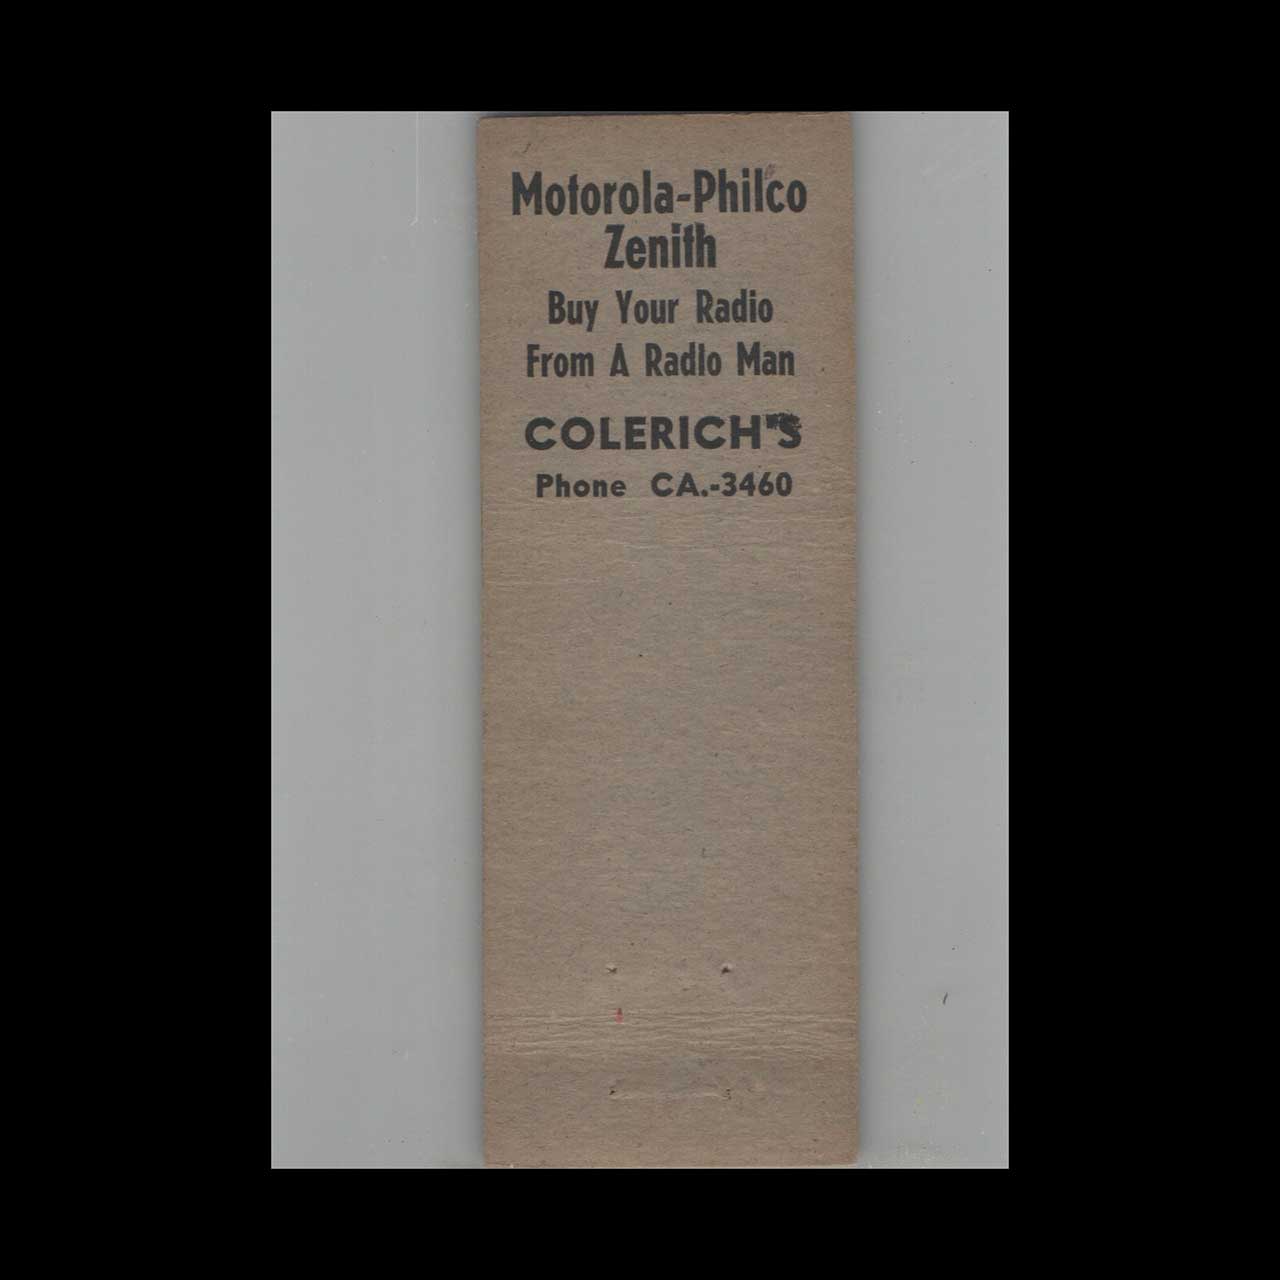 Motorola-Philco
Zenith
Buy Your Radio
From A Radio Man
COLERICH'S
Phone CA.-3460